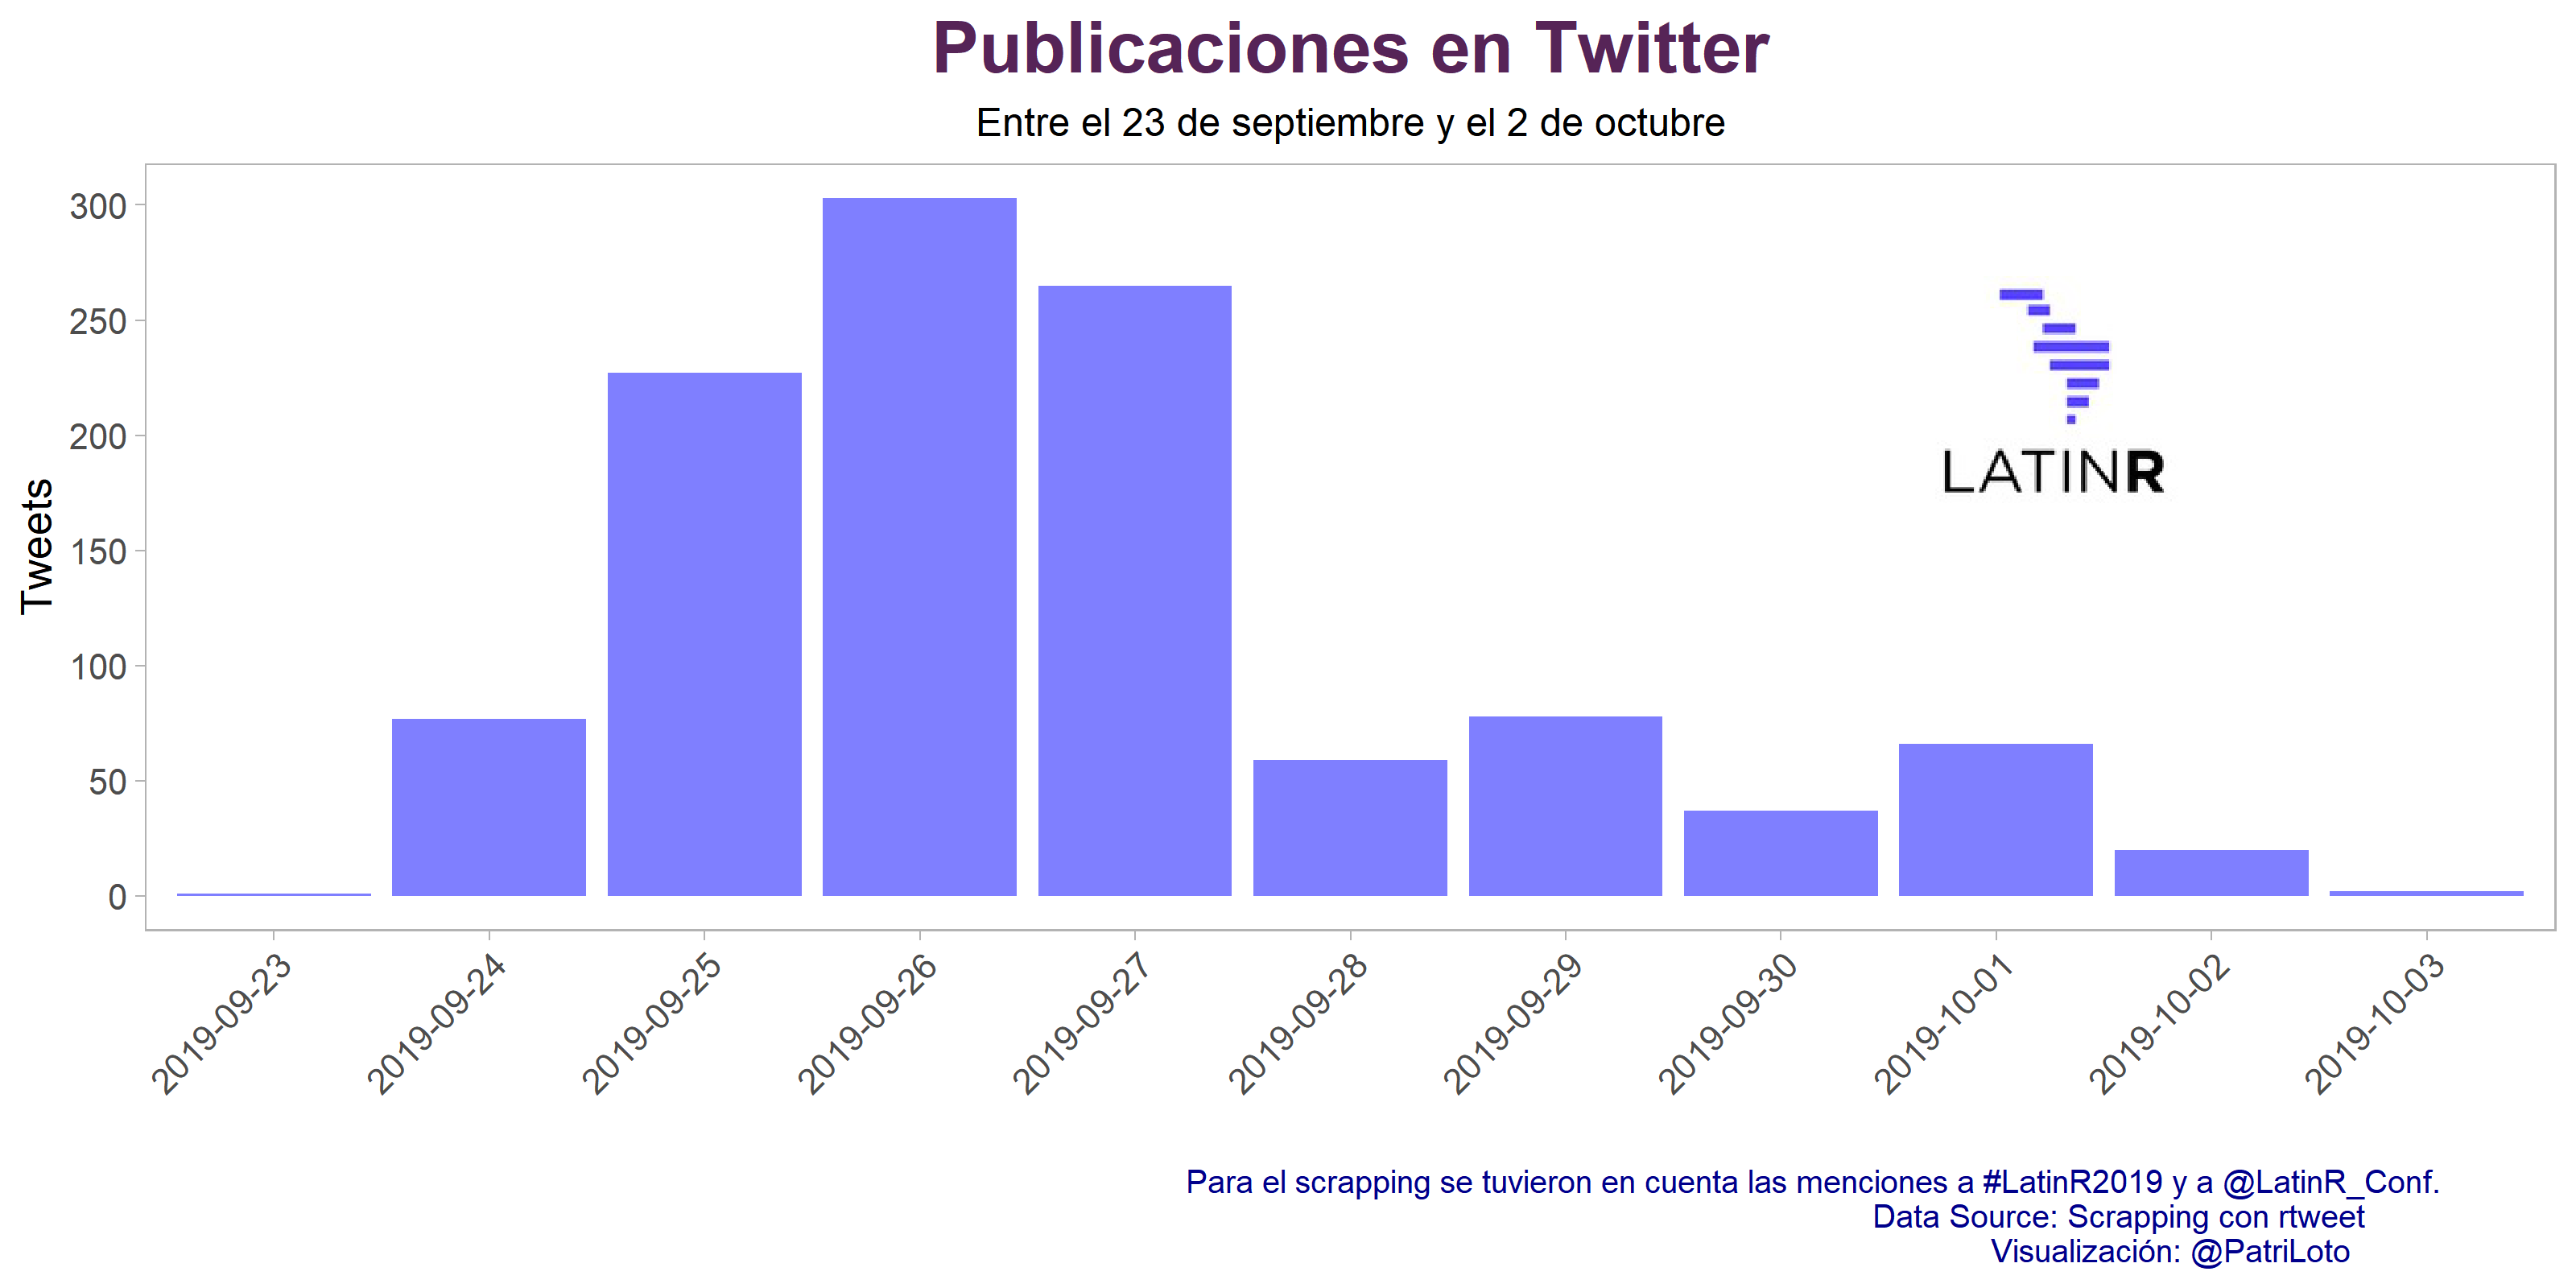 Publicaciones en Twitter
Entre el 23 de septiembre y el 2 de octubre
Tweets
300
250
200
150
100
50
0
LATINR
2019-09-23
2019-09-24
2019-09-25
2019-09-26
2019-09-27
2019-09-28
2019-09-29
2019-09-30
2019-10-01
2019-10-02
2019-10-03
Para el scrapping se tuvieron en cuenta las menciones a #LatinR2019 y a @LatinR_Conf.
Data Source: Scrapping con rtweet
Visualización: @PatriLoto